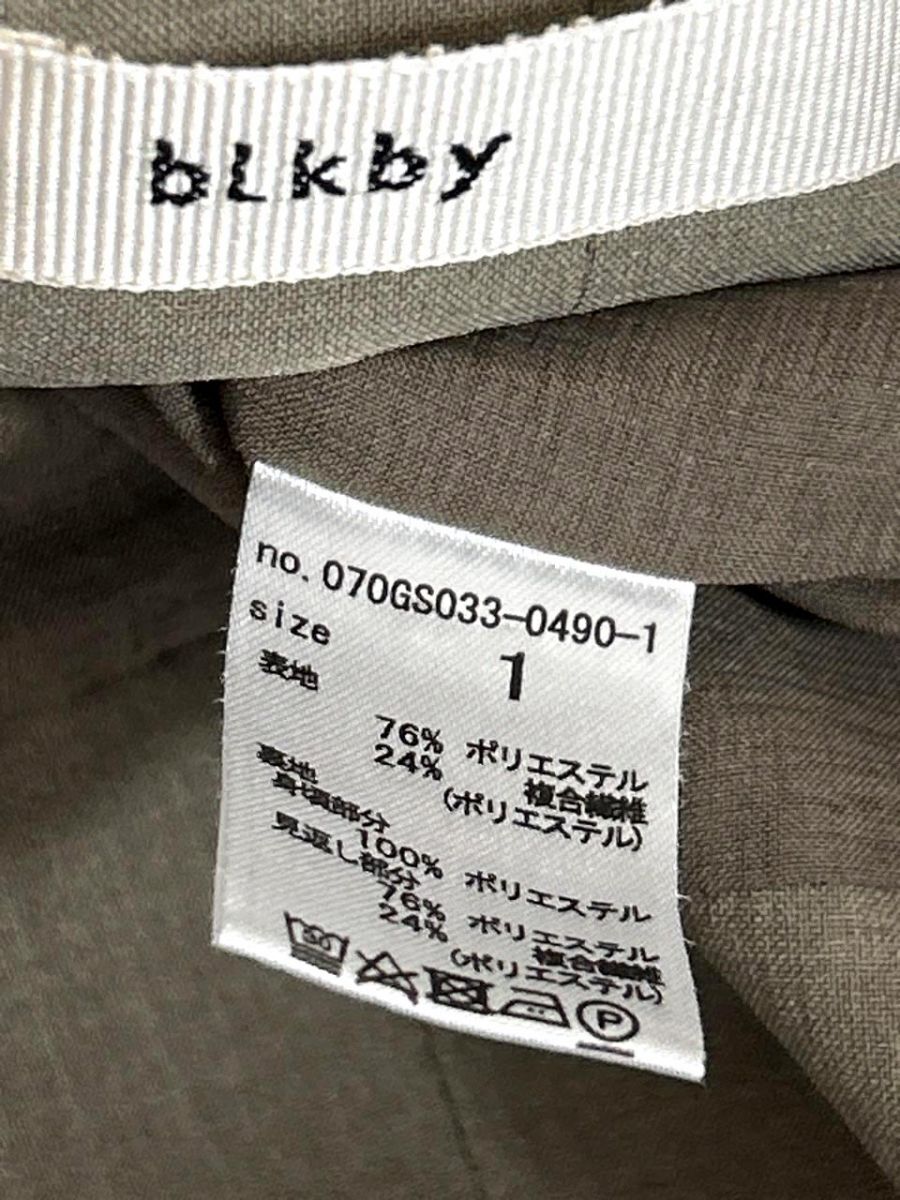 blkby
no. 070GS033-0490-1
size
1
表地
76% ポリエステル
24% 複合繊維
(ポリエステル)
裏地
身頃部分
100% ポリエステル
見返し部分
76% ポリエステル
24% 複合繊維
(ポリエステル)
P